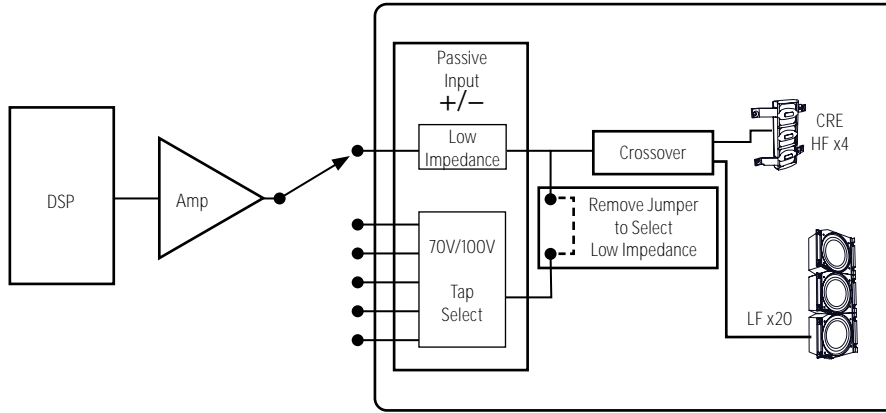 DSP
Amp
Passive
Input
+/−
Low
Impedance
70V/100V
Tap
Select
Crossover
Remove Jumper
to Select
Low Impedance
CRE
HF x4
LF x20